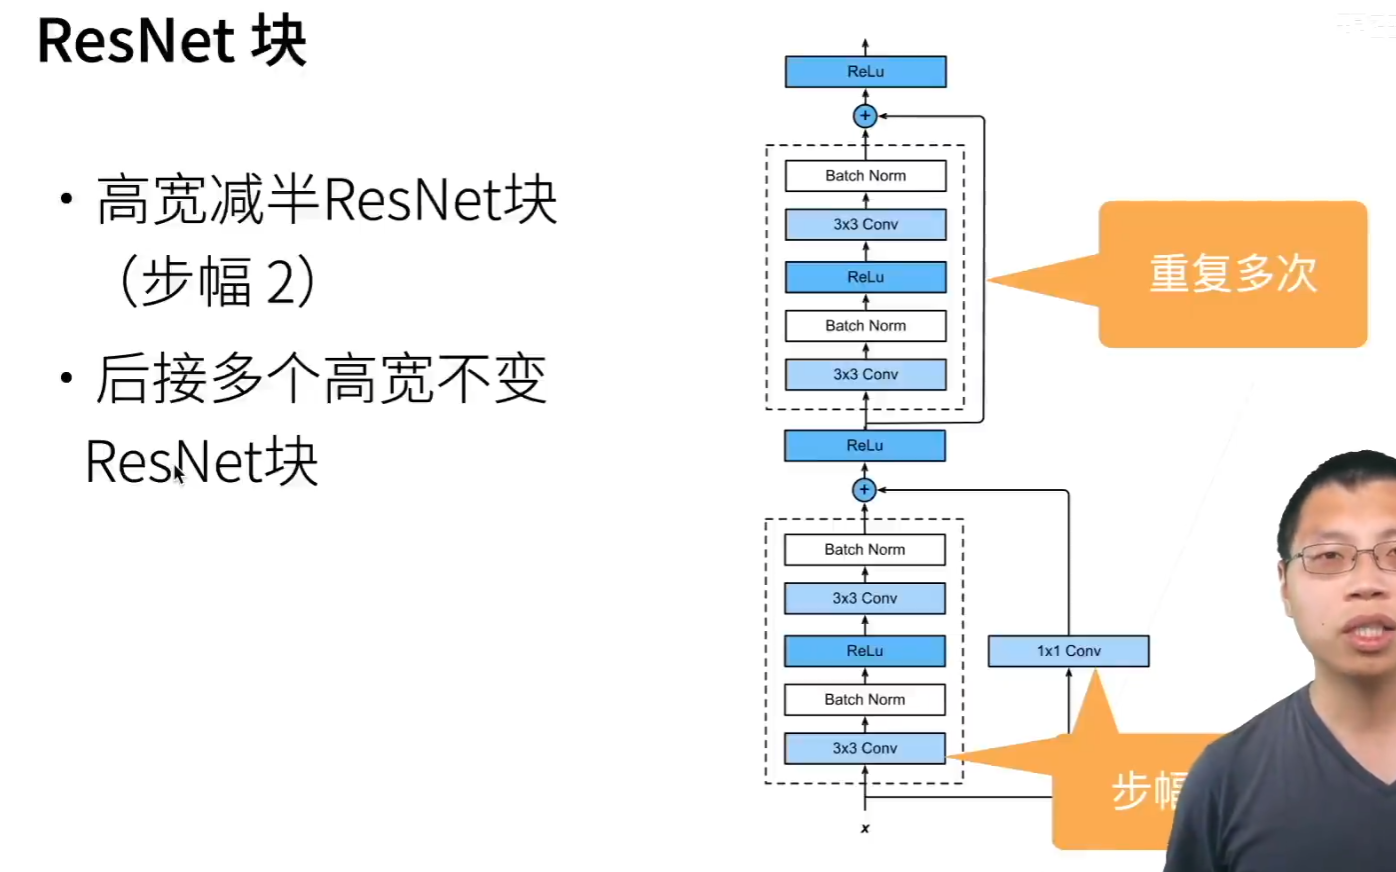 ResNet 块
• 高宽减半ResNet块
（步幅 2）
• 后接多个高宽不变
ResNet块
ReLu
+
Batch Norm
3x3 Conv
ReLu
Batch Norm
3x3 Conv
重复多次
ReLu
+
Batch Norm
3x3 Conv
ReLu
Batch Norm
3x3 Conv
1x1 Conv
步幅
x